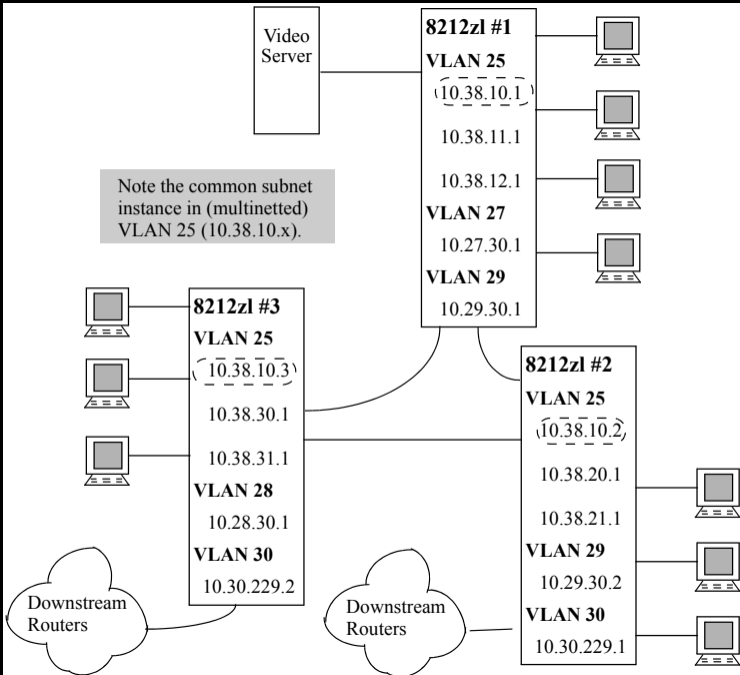 Video
Server
8212zl #1
VLAN 25
10.38.10.1
10.38.11.1
10.38.12.1
VLAN 27
10.27.30.1
VLAN 29
10.29.30.1
Note the common subnet
instance in (multinetted)
VLAN 25 (10.38.10.x).
8212zl #3
VLAN 25
10.38.10.3
10.38.30.1
10.38.31.1
VLAN 28
10.28.30.1
VLAN 30
10.30.229.2
8212zl #2
VLAN 25
10.38.10.2
10.38.20.1
10.38.21.1
VLAN 29
10.29.30.2
VLAN 30
10.30.229.1
Downstream
Routers
Downstream
Routers